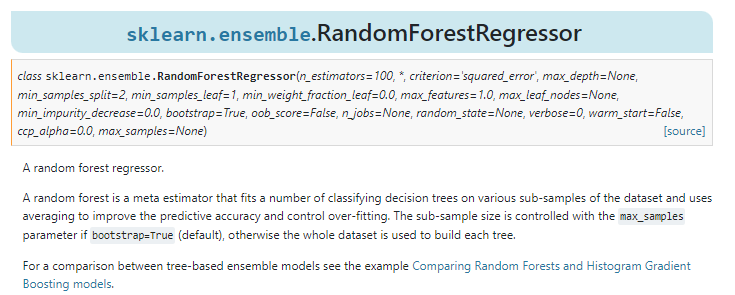 sklearn.ensemble.RandomForestRegressor
class sklearn.ensemble.RandomForestRegressor(n_estimators=100, *, criterion='squared_error', max_depth=None,
min_samples_split=2, min_samples_leaf=1, min_weight_fraction_leaf=0.0, max_features=1.0, max_leaf_nodes=None,
min_impurity_decrease=0.0, bootstrap=True, oob_score=False, n_jobs=None, random_state=None, verbose=0, warm_start=False,
ccp_alpha=0.0, max_samples=None) [source]
A random forest regressor.
A random forest is a meta estimator that fits a number of classifying decision trees on various sub-samples of the dataset and uses
averaging to improve the predictive accuracy and control over-fitting. The sub-sample size is controlled with the max_samples
parameter if bootstrap=True (default), otherwise the whole dataset is used to build each tree.
For a comparison between tree-based ensemble models see the example Comparing Random Forests and Histogram Gradient
Boosting models.